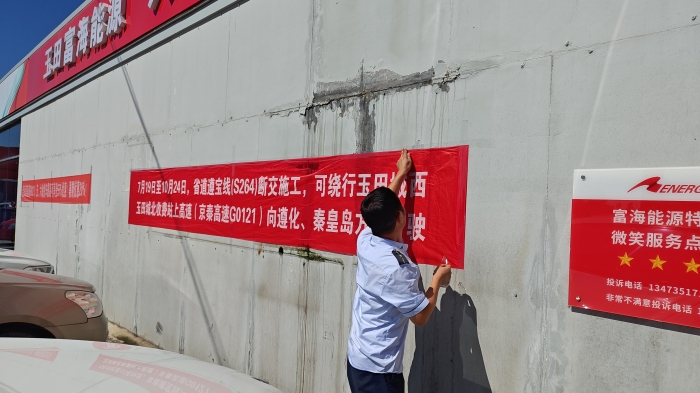 玉田富海能源
7月19日至10月24日，省道遵宝线(S264)断交施工，可绕行玉田 西
玉田城北收费站上高速（京秦高速G0121）向遵化、秦皇岛方 驶
ENERG
富海能源特
微笑服务点
投诉电话 13473517
非常不满意投诉电话 1